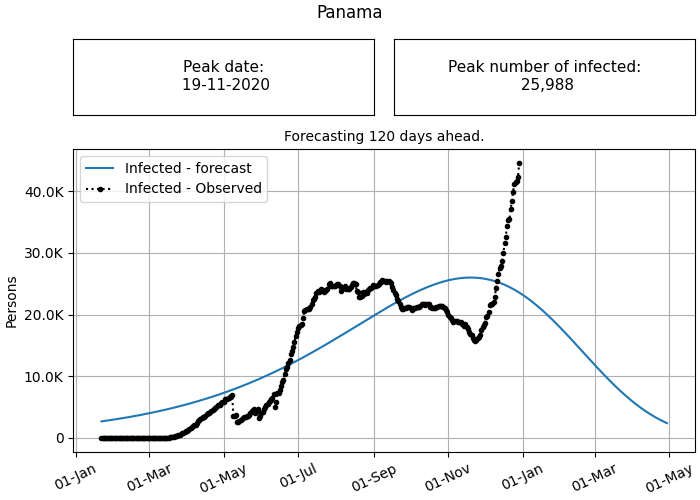 Panama
Peak date:
19-11-2020
Peak number of infected:
25,988
Forecasting 120 days ahead.
Infected - forecast
Infected - Observed
Persons
40.0K
30.0K
20.0K
10.0K
0
01-Jan
01-Mar
01-May
01-Jul
01-Sep
01-Nov
01-Jan
01-Mar
01-May